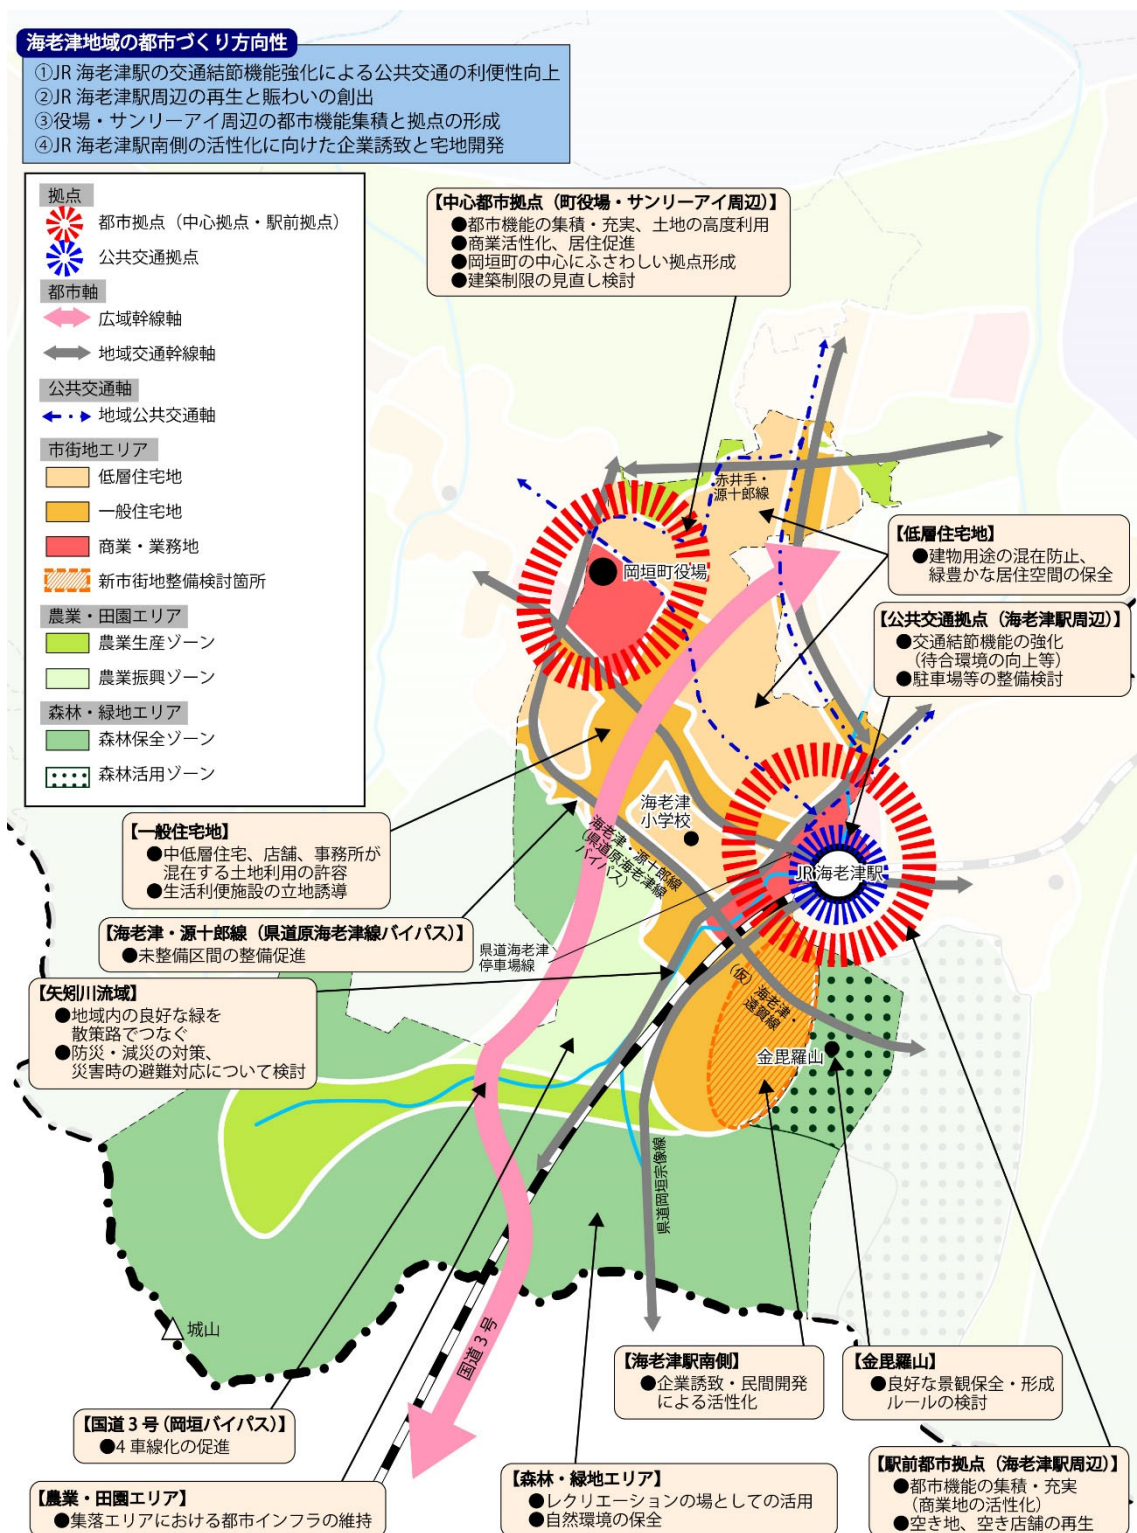 海老津地域の都市づくり方向性
①JR 海老津駅の交通結節機能強化による公共交通の利便性向上
②JR 海老津駅周辺の再生と賑わいの創出
③役場・サンリーアイ周辺の都市機能集積と拠点の形成
④JR 海老津駅南側の活性化に向けた企業誘致と宅地開発
拠点
都市拠点（中心拠点・駅前拠点）
公共交通拠点
都市軸
広域幹線軸
地域交通幹線軸
公共交通軸
地域公共交通軸
市街地エリア
低層住宅地
一般住宅地
商業・業務地
新市街地整備検討箇所
農業・田園エリア
農業生産ゾーン
農業振興ゾーン
森林・緑地エリア
森林保全ゾーン
森林活用ゾーン
【中心都市拠点（町役場・サンリーアイ周辺）】
●都市機能の集積・充実、土地の高度利用
●商業活性化、居住促進
●岡垣町の中心にふさわしい拠点形成
●建築制限の見直し検討
赤井手・
源十郎線
岡垣町役場
【低層住宅地】
●建物用途の混在防止、
緑豊かな居住空間の保全
【公共交通拠点（海老津駅周辺）】
●交通結節機能の強化
（待合環境の向上等）
●駐車場等の整備検討
海老津
小学校
JR 海老津駅
海老津・源十郎線
（県道原海老津線
バイパス）
【一般住宅地】
●中低層住宅、店舗、事務所が
混在する土地利用の許容
●生活利便施設の立地誘導
【海老津・源十郎線（県道原海老津線バイパス）】
●未整備区間の整備促進
県道海老津
停車場線
【矢矧川流域】
●地域内の良好な緑を
散策路でつなぐ
●防災・減災の対策、
災害時の避難対応について検討
（仮）海老津・
遠賀線
金毘羅山
県道岡垣宗像線
城山
国道 3 号
【海老津駅南側】
●企業誘致・民間開発
による活性化
【金毘羅山】
●良好な景観保全・形成
ルールの検討
【国道 3 号（岡垣バイパス）】
●4 車線化の促進
【農業・田園エリア】
●集落エリアにおける都市インフラの維持
【森林・緑地エリア】
●レクリエーションの場としての活用
●自然環境の保全
【駅前都市拠点（海老津駅周辺）】
●都市機能の集積・充実
（商業地の活性化）
●空き地、空き店舗の再生